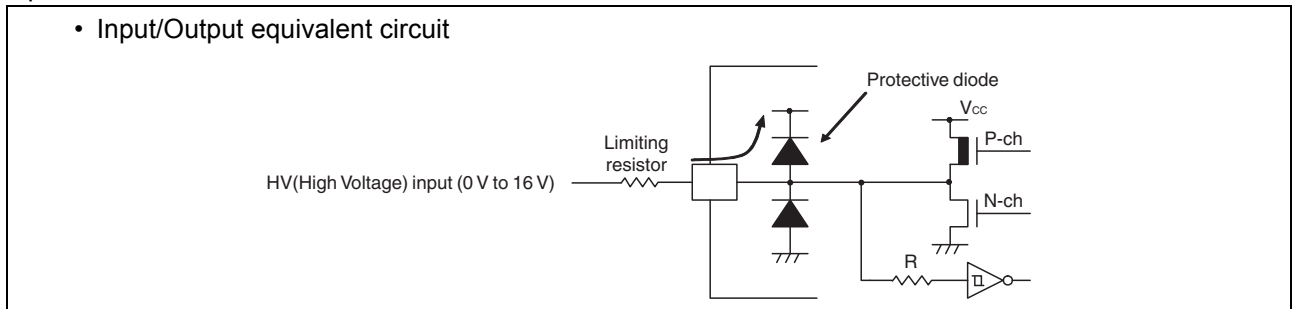 • Input/Output equivalent circuit
Protective diode
Vcc
P-ch
Limiting
resistor
HV(High Voltage) input (0 V to 16 V)
N-ch
R